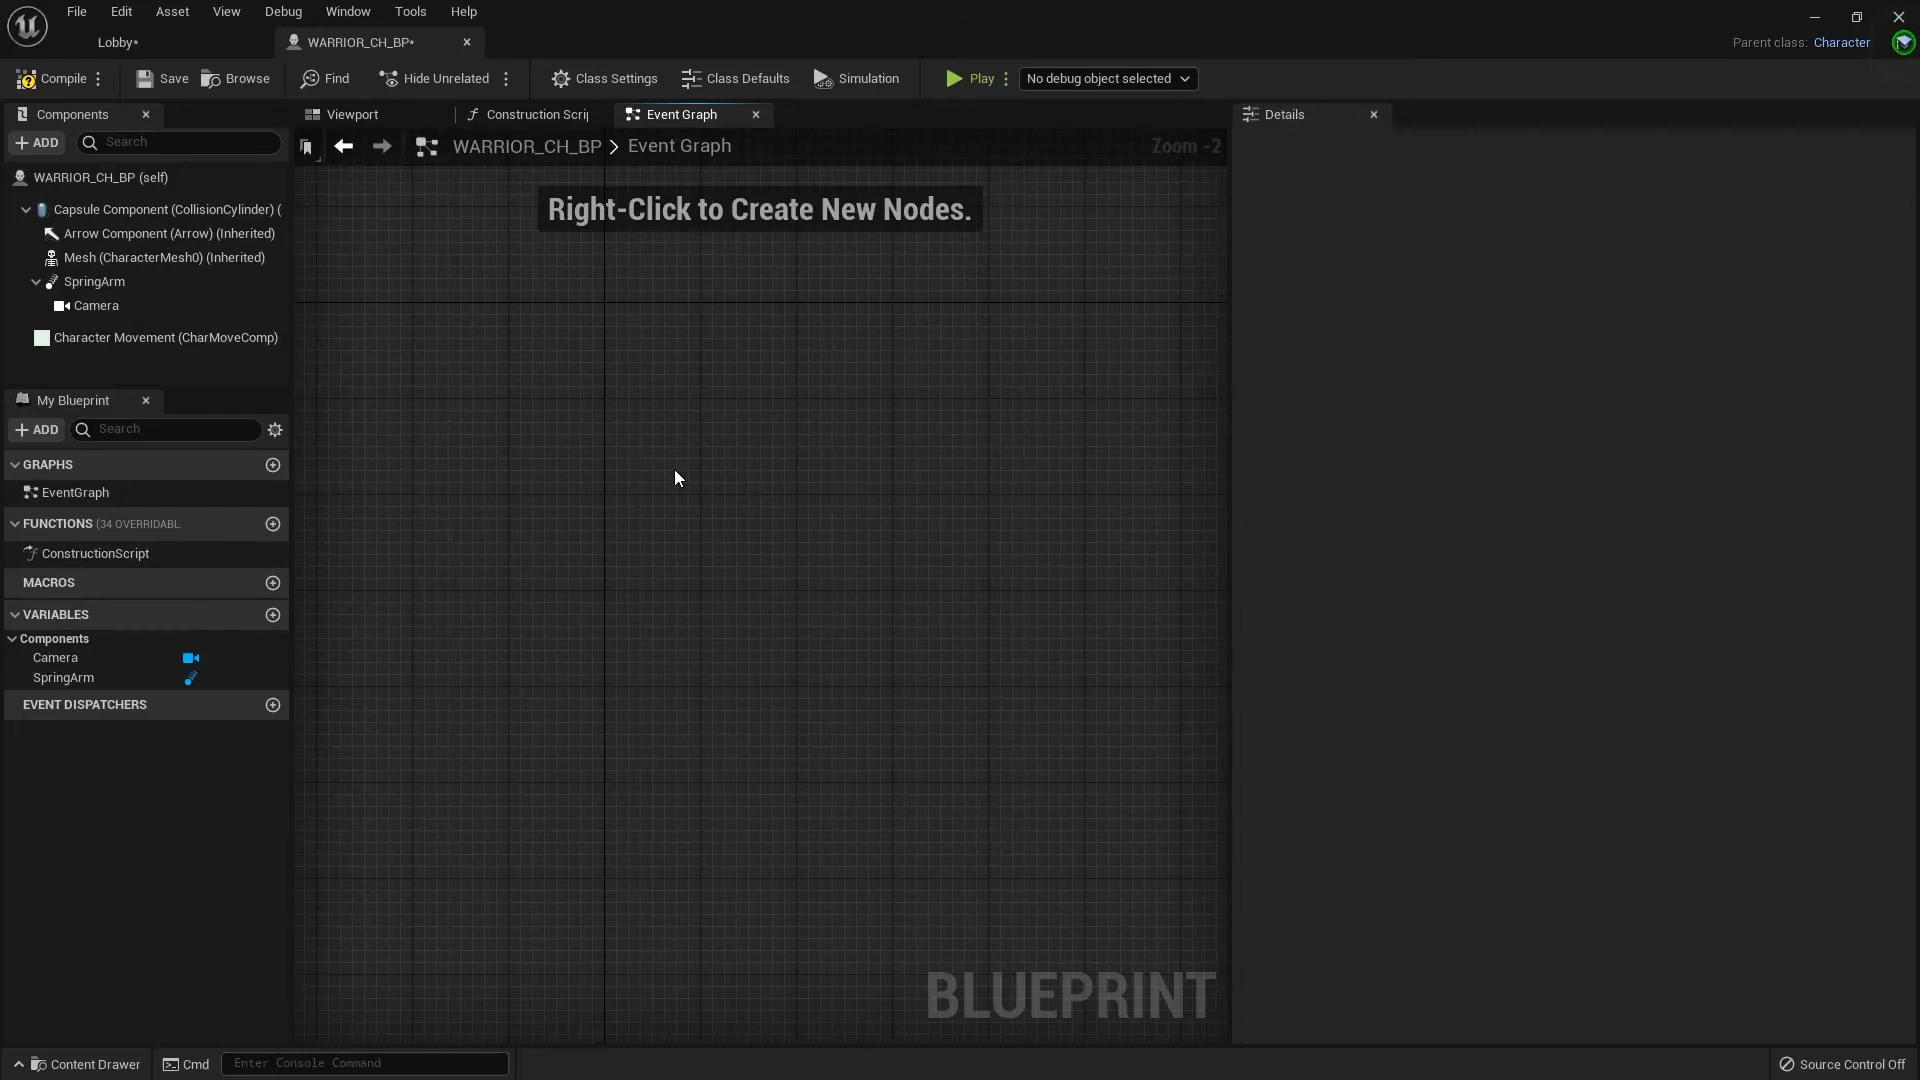 File Edit Asset View Debug Window Tools Help
Lobby*
WARRIOR_CH_BP*
Parent class: Character
Compile Save Browse Find Hide Unrelated Class Settings Class Defaults Simulation Play No debug object selected
Components
Viewport
Construction Scrip
Event Graph
Details
ADD
Search
WARRIOR_CH_BP > Event Graph
Zoom -2
WARRIOR_CH_BP (self)
Capsule Component (CollisionCylinder) (
Arrow Component (Arrow) (Inherited)
Mesh (CharacterMesh0) (Inherited)
SpringArm
Camera
Character Movement (CharMoveComp)
Right-Click to Create New Nodes.
My Blueprint
ADD
Search
GRAPHS
EventGraph
FUNCTIONS (34 OVERRIDABL
ConstructionScript
MACROS
VARIABLES
Components
Camera
SpringArm
EVENT DISPATCHERS
BLUEPRINT
Content Drawer
Cmd
Enter Console Command
Source Control Off